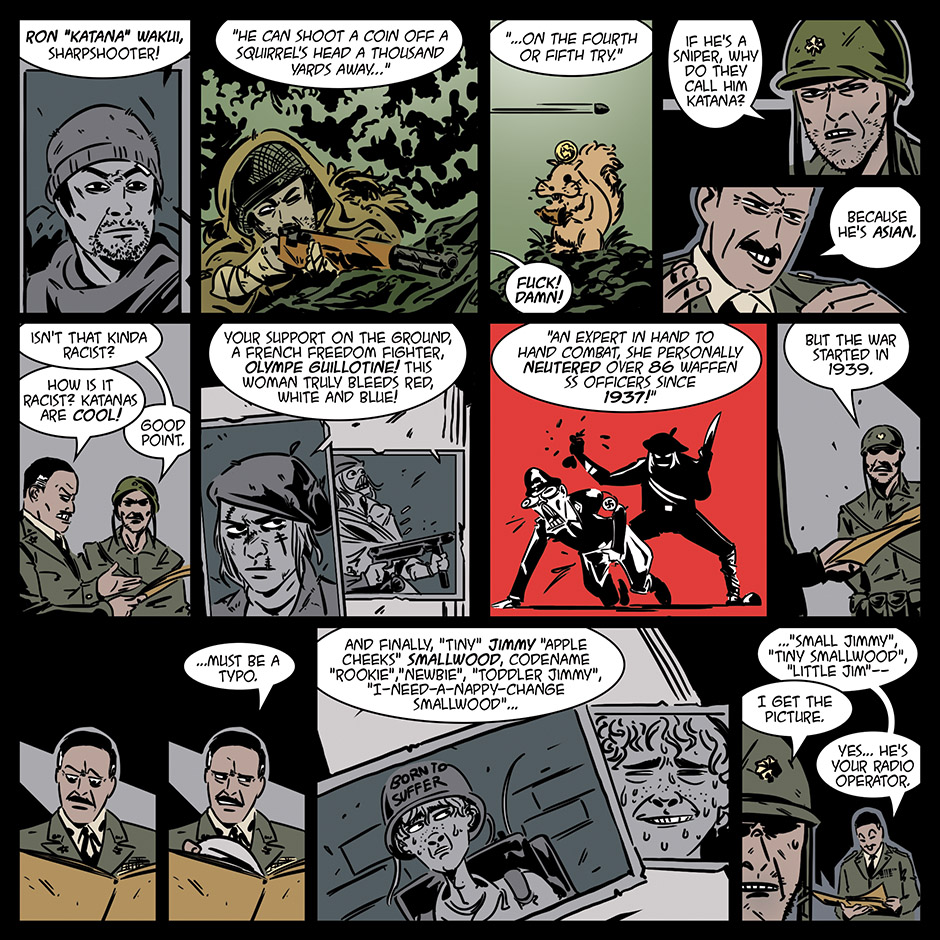 RON "KATANA" WAKUI,
SHARPSHOOTER!
"HE CAN SHOOT A COIN OFF A
SQUIRREL'S HEAD A THOUSAND
YARDS AWAY..."
"...ON THE FOURTH
OR FIFTH TRY."
FUCK!
DAMN!
IF HE'S A
SNIPER, WHY
DO THEY
CALL HIM
KATANA?
BECAUSE
HE'S ASIAN.
ISN'T THAT KINDA
RACIST?
HOW IS IT
RACIST? KATANAS
ARE COOL!
GOOD
POINT.
YOUR SUPPORT ON THE GROUND,
A FRENCH FREEDOM FIGHTER,
OLYMPE GUILLOTINE! THIS
WOMAN TRULY BLEEDS RED,
WHITE AND BLUE!
"AN EXPERT IN HAND TO
HAND COMBAT, SHE PERSONALLY
NEUTERED OVER 86 WAFFEN
SS OFFICERS SINCE
1937!"
BUT THE WAR
STARTED IN
1939.
...MUST BE A
TYPO.
AND FINALLY, "TINY" JIMMY "APPLE
CHEEKS" SMALLWOOD, CODENAME
"ROOKIE","NEWBIE", "TODDLER JIMMY",
"I-NEED-A-NAPPY-CHANGE
SMALLWOOD"...
BORN TO
SUFFER
..."SMALL JIMMY",
"TINY SMALLWOOD",
"LITTLE JIM"--
I GET THE
PICTURE.
YES... HE'S
YOUR RADIO
OPERATOR.